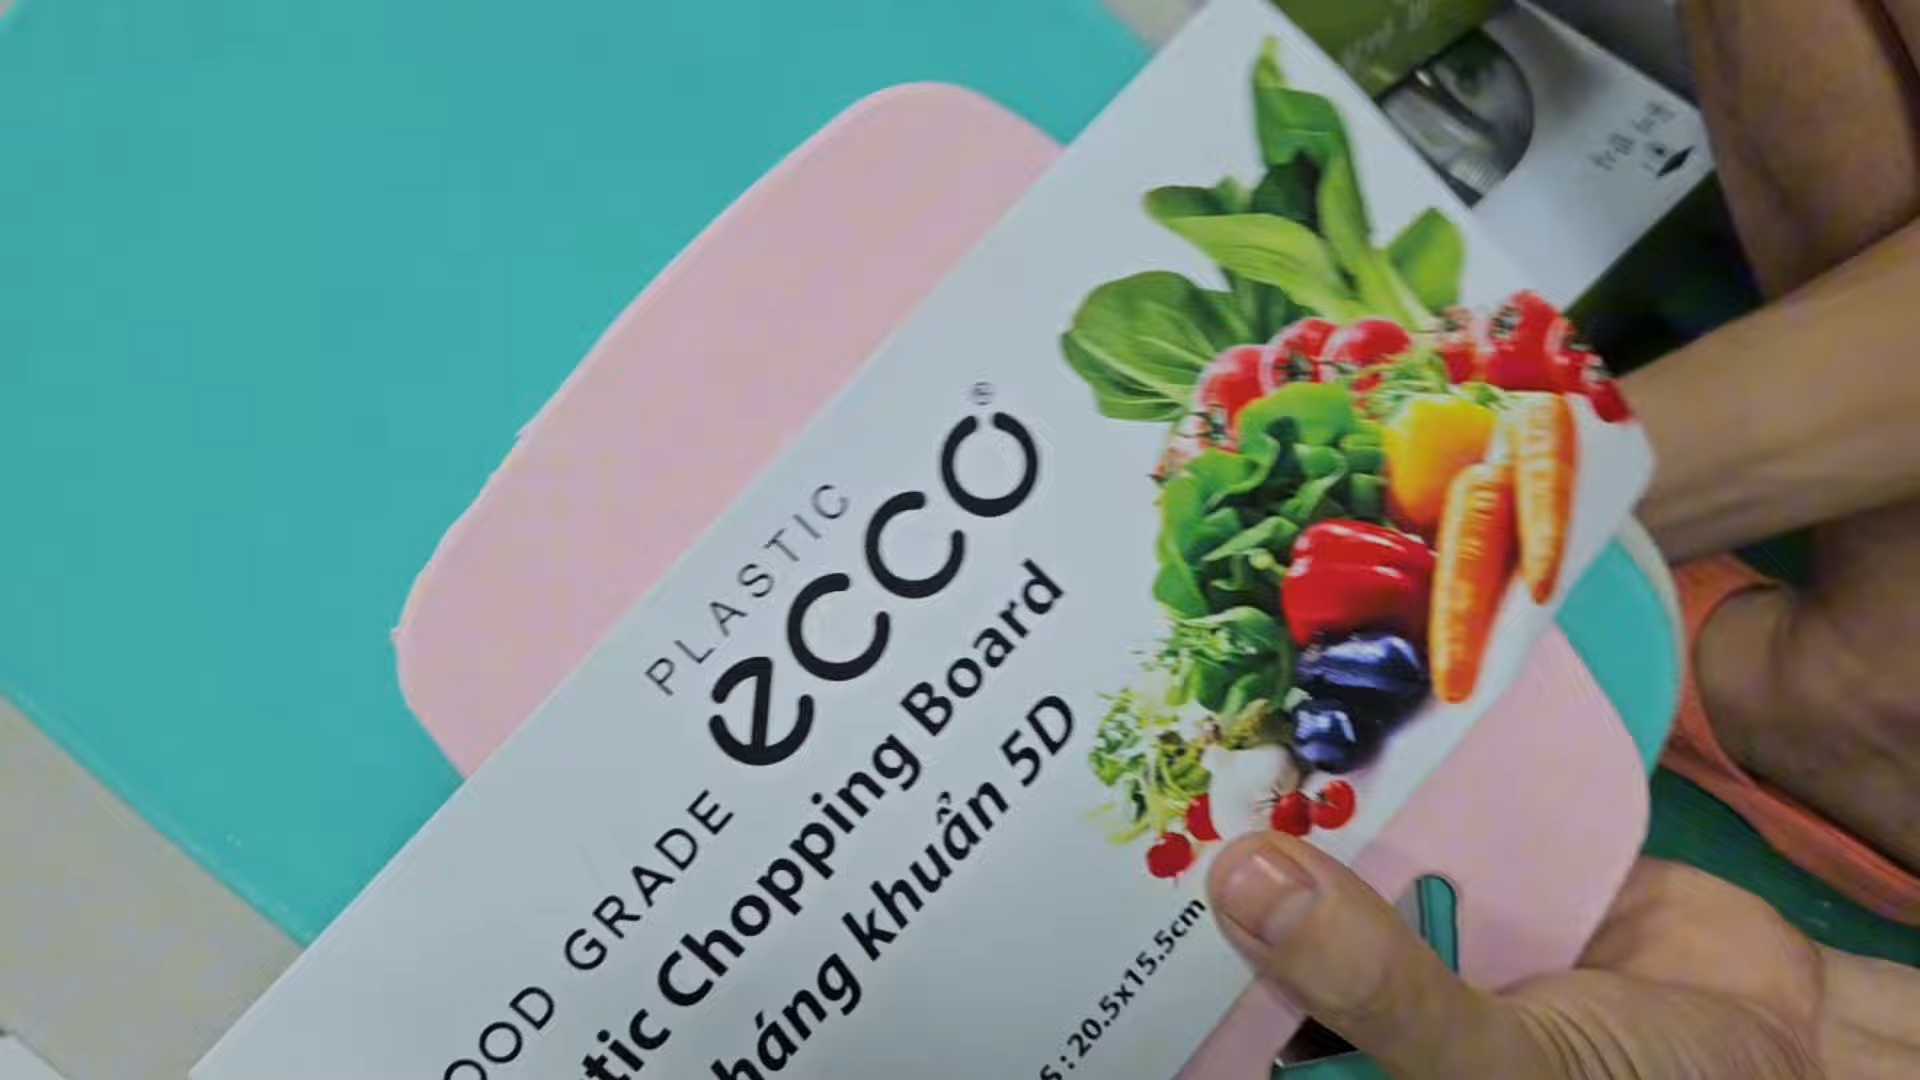 PLASTIC
ecco®
OOD GRADE
tic Chopping Board
háng khuẩn 5D
S : 20.5x15.5cm